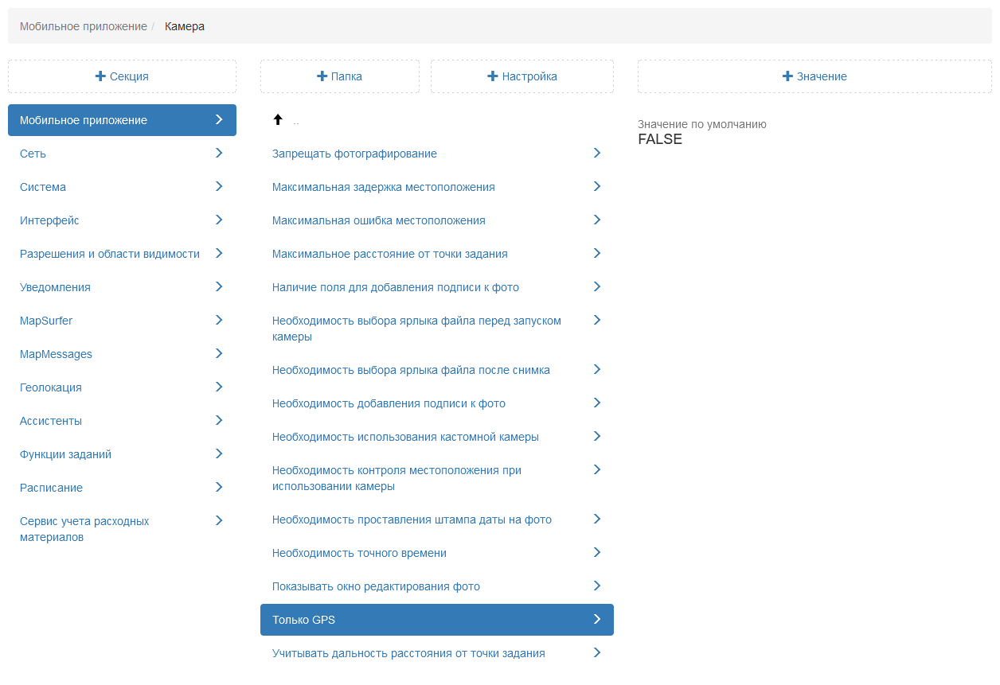 Мобильное приложение / Камера
Секция
Папка
Настройка
Значение
Мобильное приложение
Сеть
Система
Интерфейс
Разрешения и области видимости
Уведомления
MapSurfer
MapMessages
Геолокация
Ассистенты
Функции заданий
Расписание
Сервис учета расходных
материалов
..
Запрещать фотографирование
Максимальная задержка местоположения
Максимальная ошибка местоположения
Максимальное расстояние от точки задания
Наличие поля для добавления подписи к фото
Необходимость выбора ярлыка файла перед запуском
камеры
Необходимость выбора ярлыка файла после снимка
Необходимость добавления подписи к фото
Необходимость использования кастомной камеры
Необходимость контроля местоположения при
использовании камеры
Необходимость проставления штампа даты на фото
Необходимость точного времени
Показывать окно редактирования фото
Только GPS
Учитывать дальность расстояния от точки задания
Значение по умолчанию
FALSE